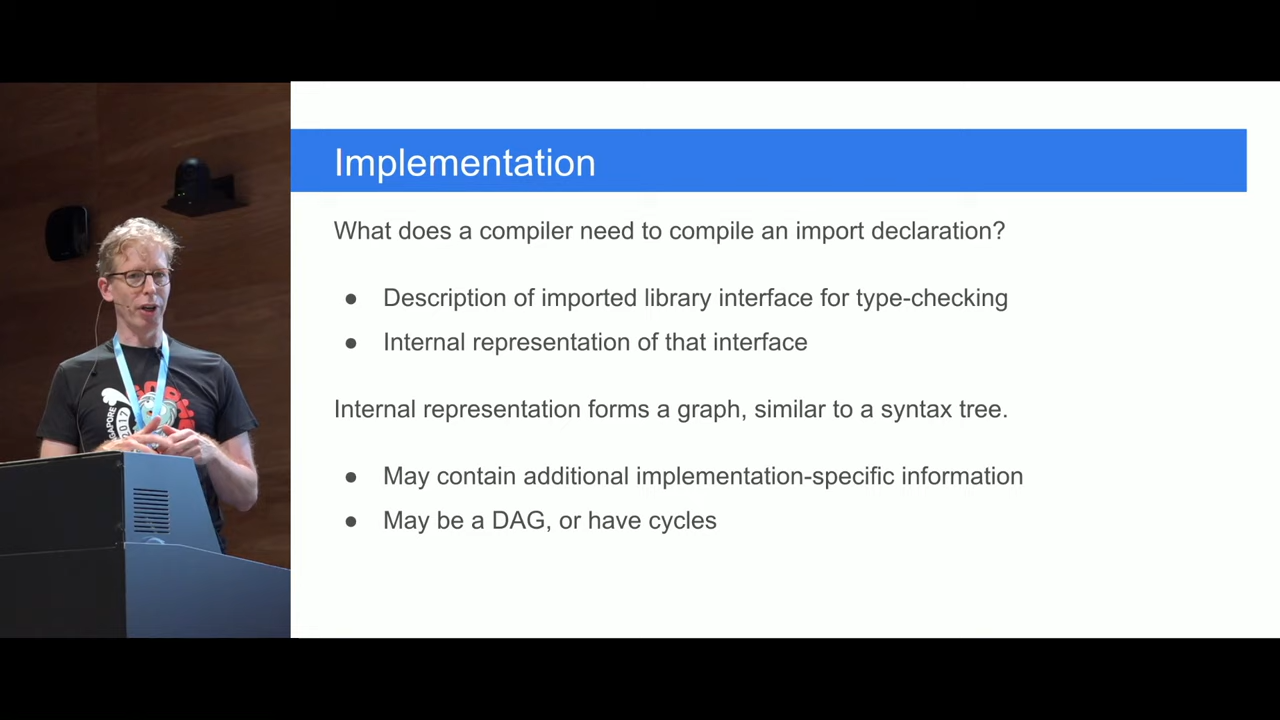 Implementation
What does a compiler need to compile an import declaration?
● Description of imported library interface for type-checking
● Internal representation of that interface
Internal representation forms a graph, similar to a syntax tree.
● May contain additional implementation-specific information
● May be a DAG, or have cycles
2017